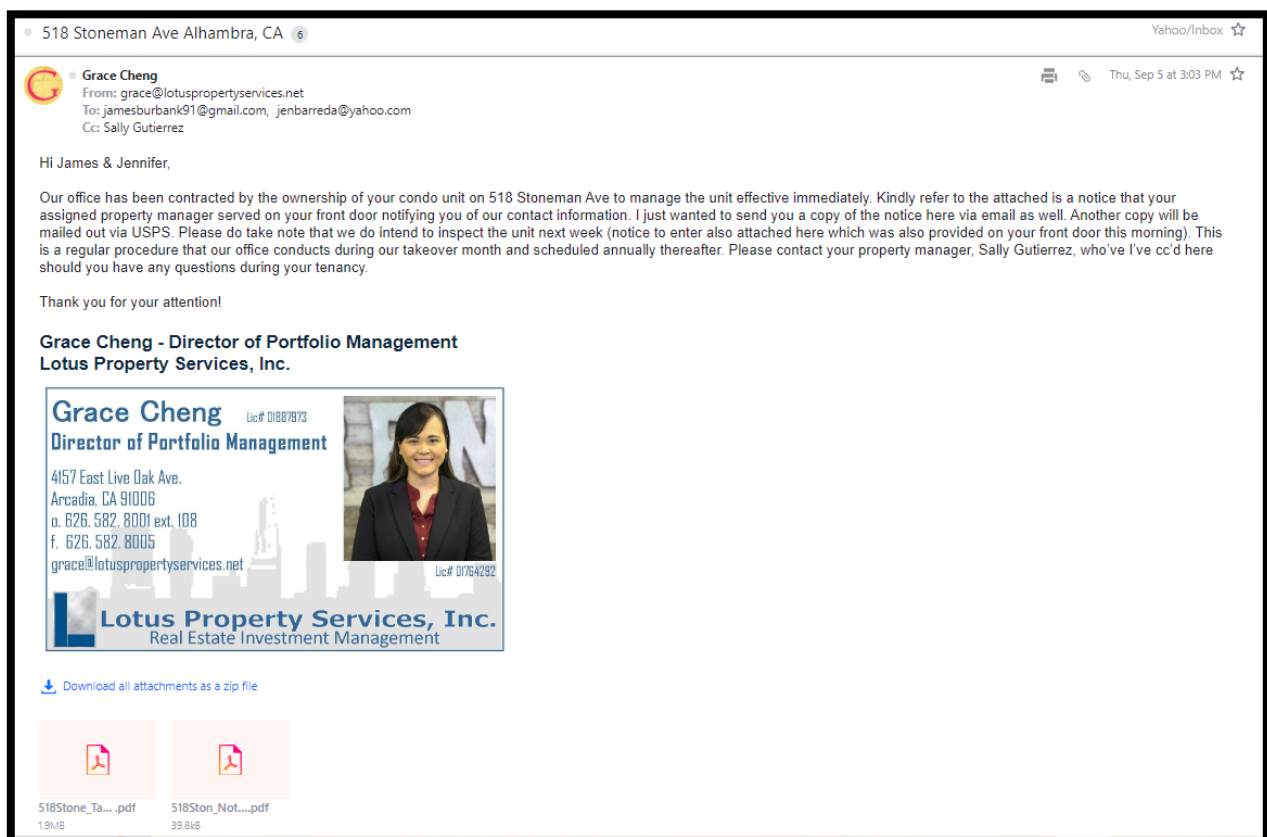 518 Stoneman Ave Alhambra, CA 6
Yahoo/Inbox
G
Grace Cheng
Thu, Sep 5 at 3:03 PM
From: grace@lotuspropertyservices.net
To: jamesburbank91@gmail.com, jenbarreda@yahoo.com
Cc: Sally Gutierrez
Hi James & Jennifer,
Our office has been contracted by the ownership of your condo unit on 518 Stoneman Ave to manage the unit effective immediately. Kindly refer to the attached is a notice that your
assigned property manager served on your front door notifying you of our contact information. I just wanted to send you a copy of the notice here via email as well. Another copy will be
mailed out via USPS. Please do take note that we do intend to inspect the unit next week (notice to enter also attached here which was also provided on your front door this morning). This
is a regular procedure that our office conducts during our takeover month and scheduled annually thereafter. Please contact your property manager, Sally Gutierrez, who've I've cc'd here
should you have any questions during your tenancy.
Thank you for your attention!
Grace Cheng - Director of Portfolio Management
Lotus Property Services, Inc.
Grace Cheng Lic# 01887973
Director of Portfolio Management
4157 East Live Oak Ave.
Arcadia, CA 91006
o. 626. 582. 8001 ext. 108
f. 626. 582. 8005
grace@lotuspropertyservices.net
Lic# 01764292
Lotus Property Services, Inc.
Real Estate Investment Management
Download all attachments as a zip file
518Stone_Ta... .pdf
1.9MB
518Ston_Not....pdf
39.8kB